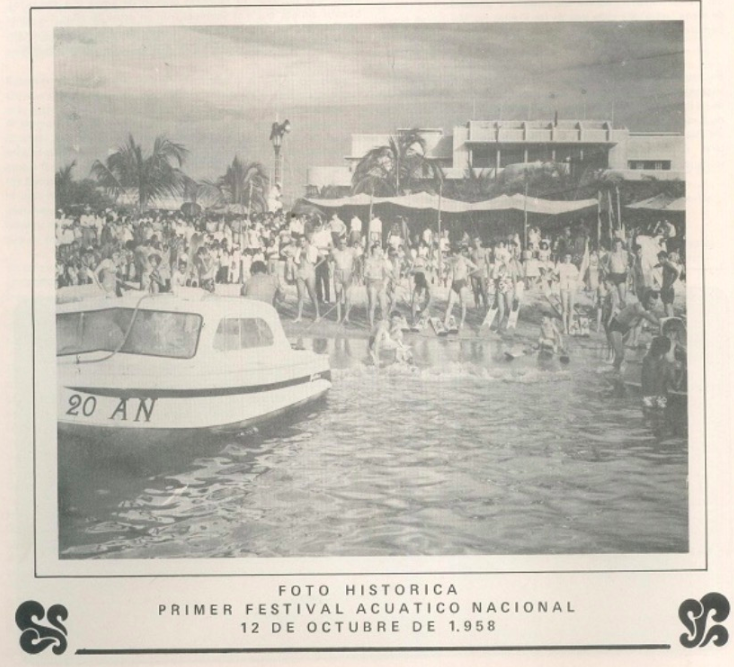 20 AN
FOTO HISTORICA
PRIMER FESTIVAL ACUATICO NACIONAL
12 DE OCTUBRE DE 1.958